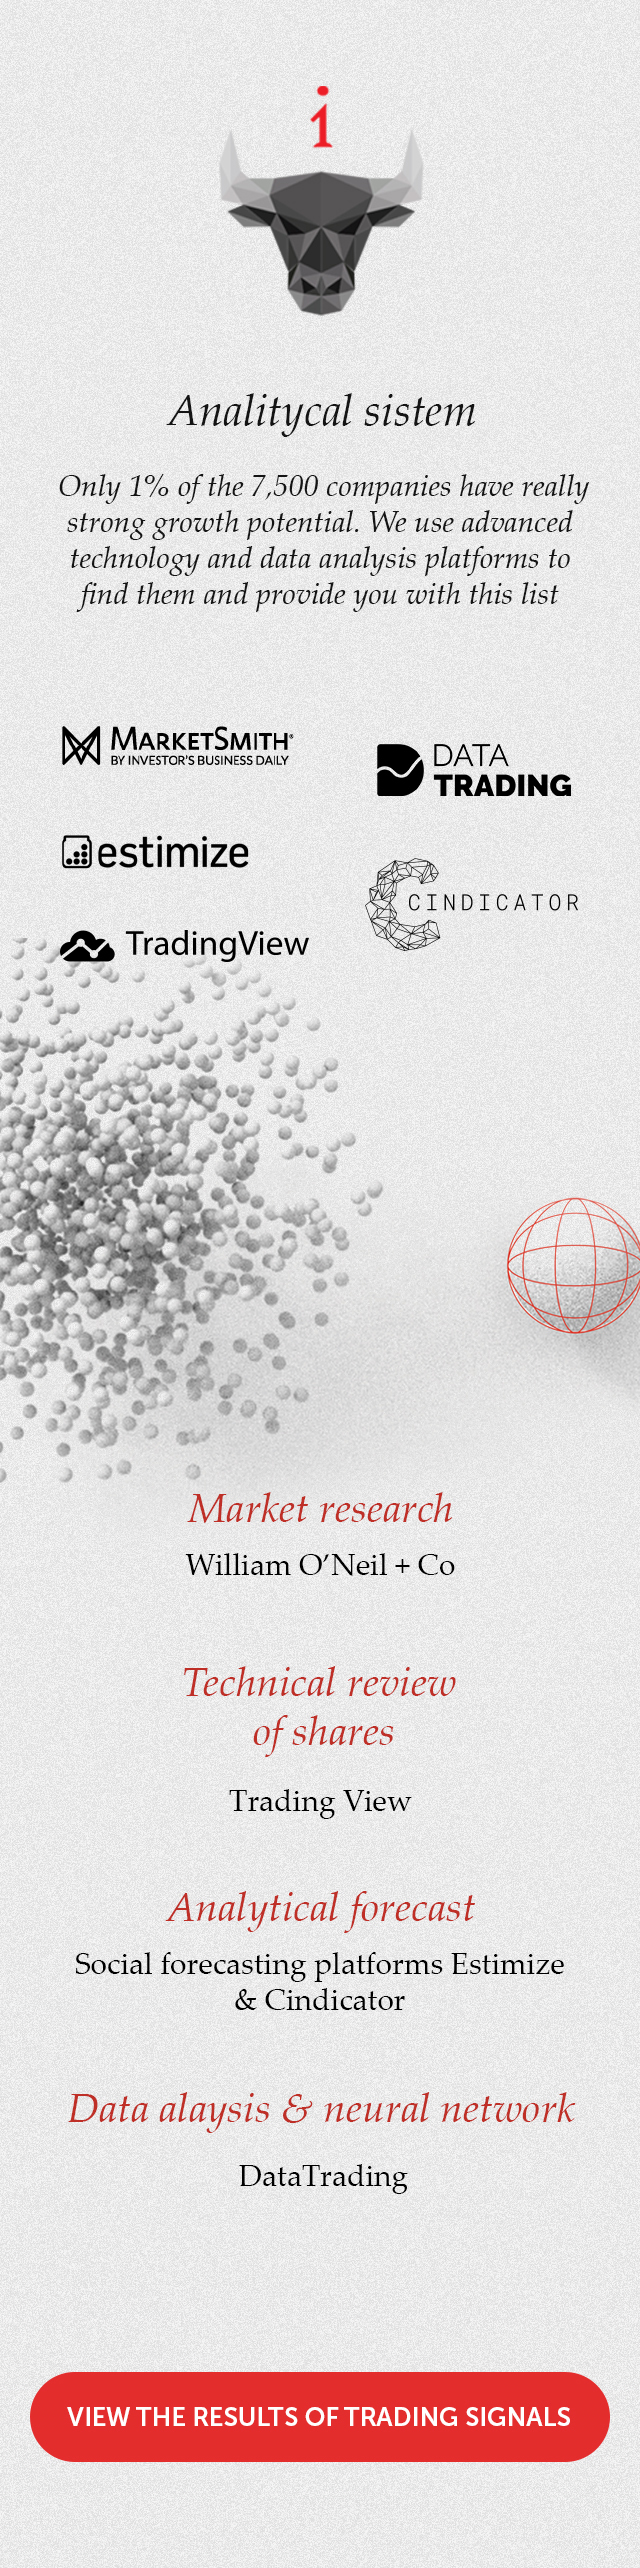 i
Analitycal sistem
Only 1% of the 7,500 companies have really
strong growth potential. We use advanced
technology and data analysis platforms to
find them and provide you with this list
MARKETSMITH®
BY INVESTOR'S BUSINESS DAILY
DATA
TRADING
estimize
CINDICATOR
TradingView
Market research
William O’Neil + Co
Technical review
of shares
Trading View
Analytical forecast
Social forecasting platforms Estimize
& Cindicator
Data alaysis & neural network
DataTrading
VIEW THE RESULTS OF TRADING SIGNALS